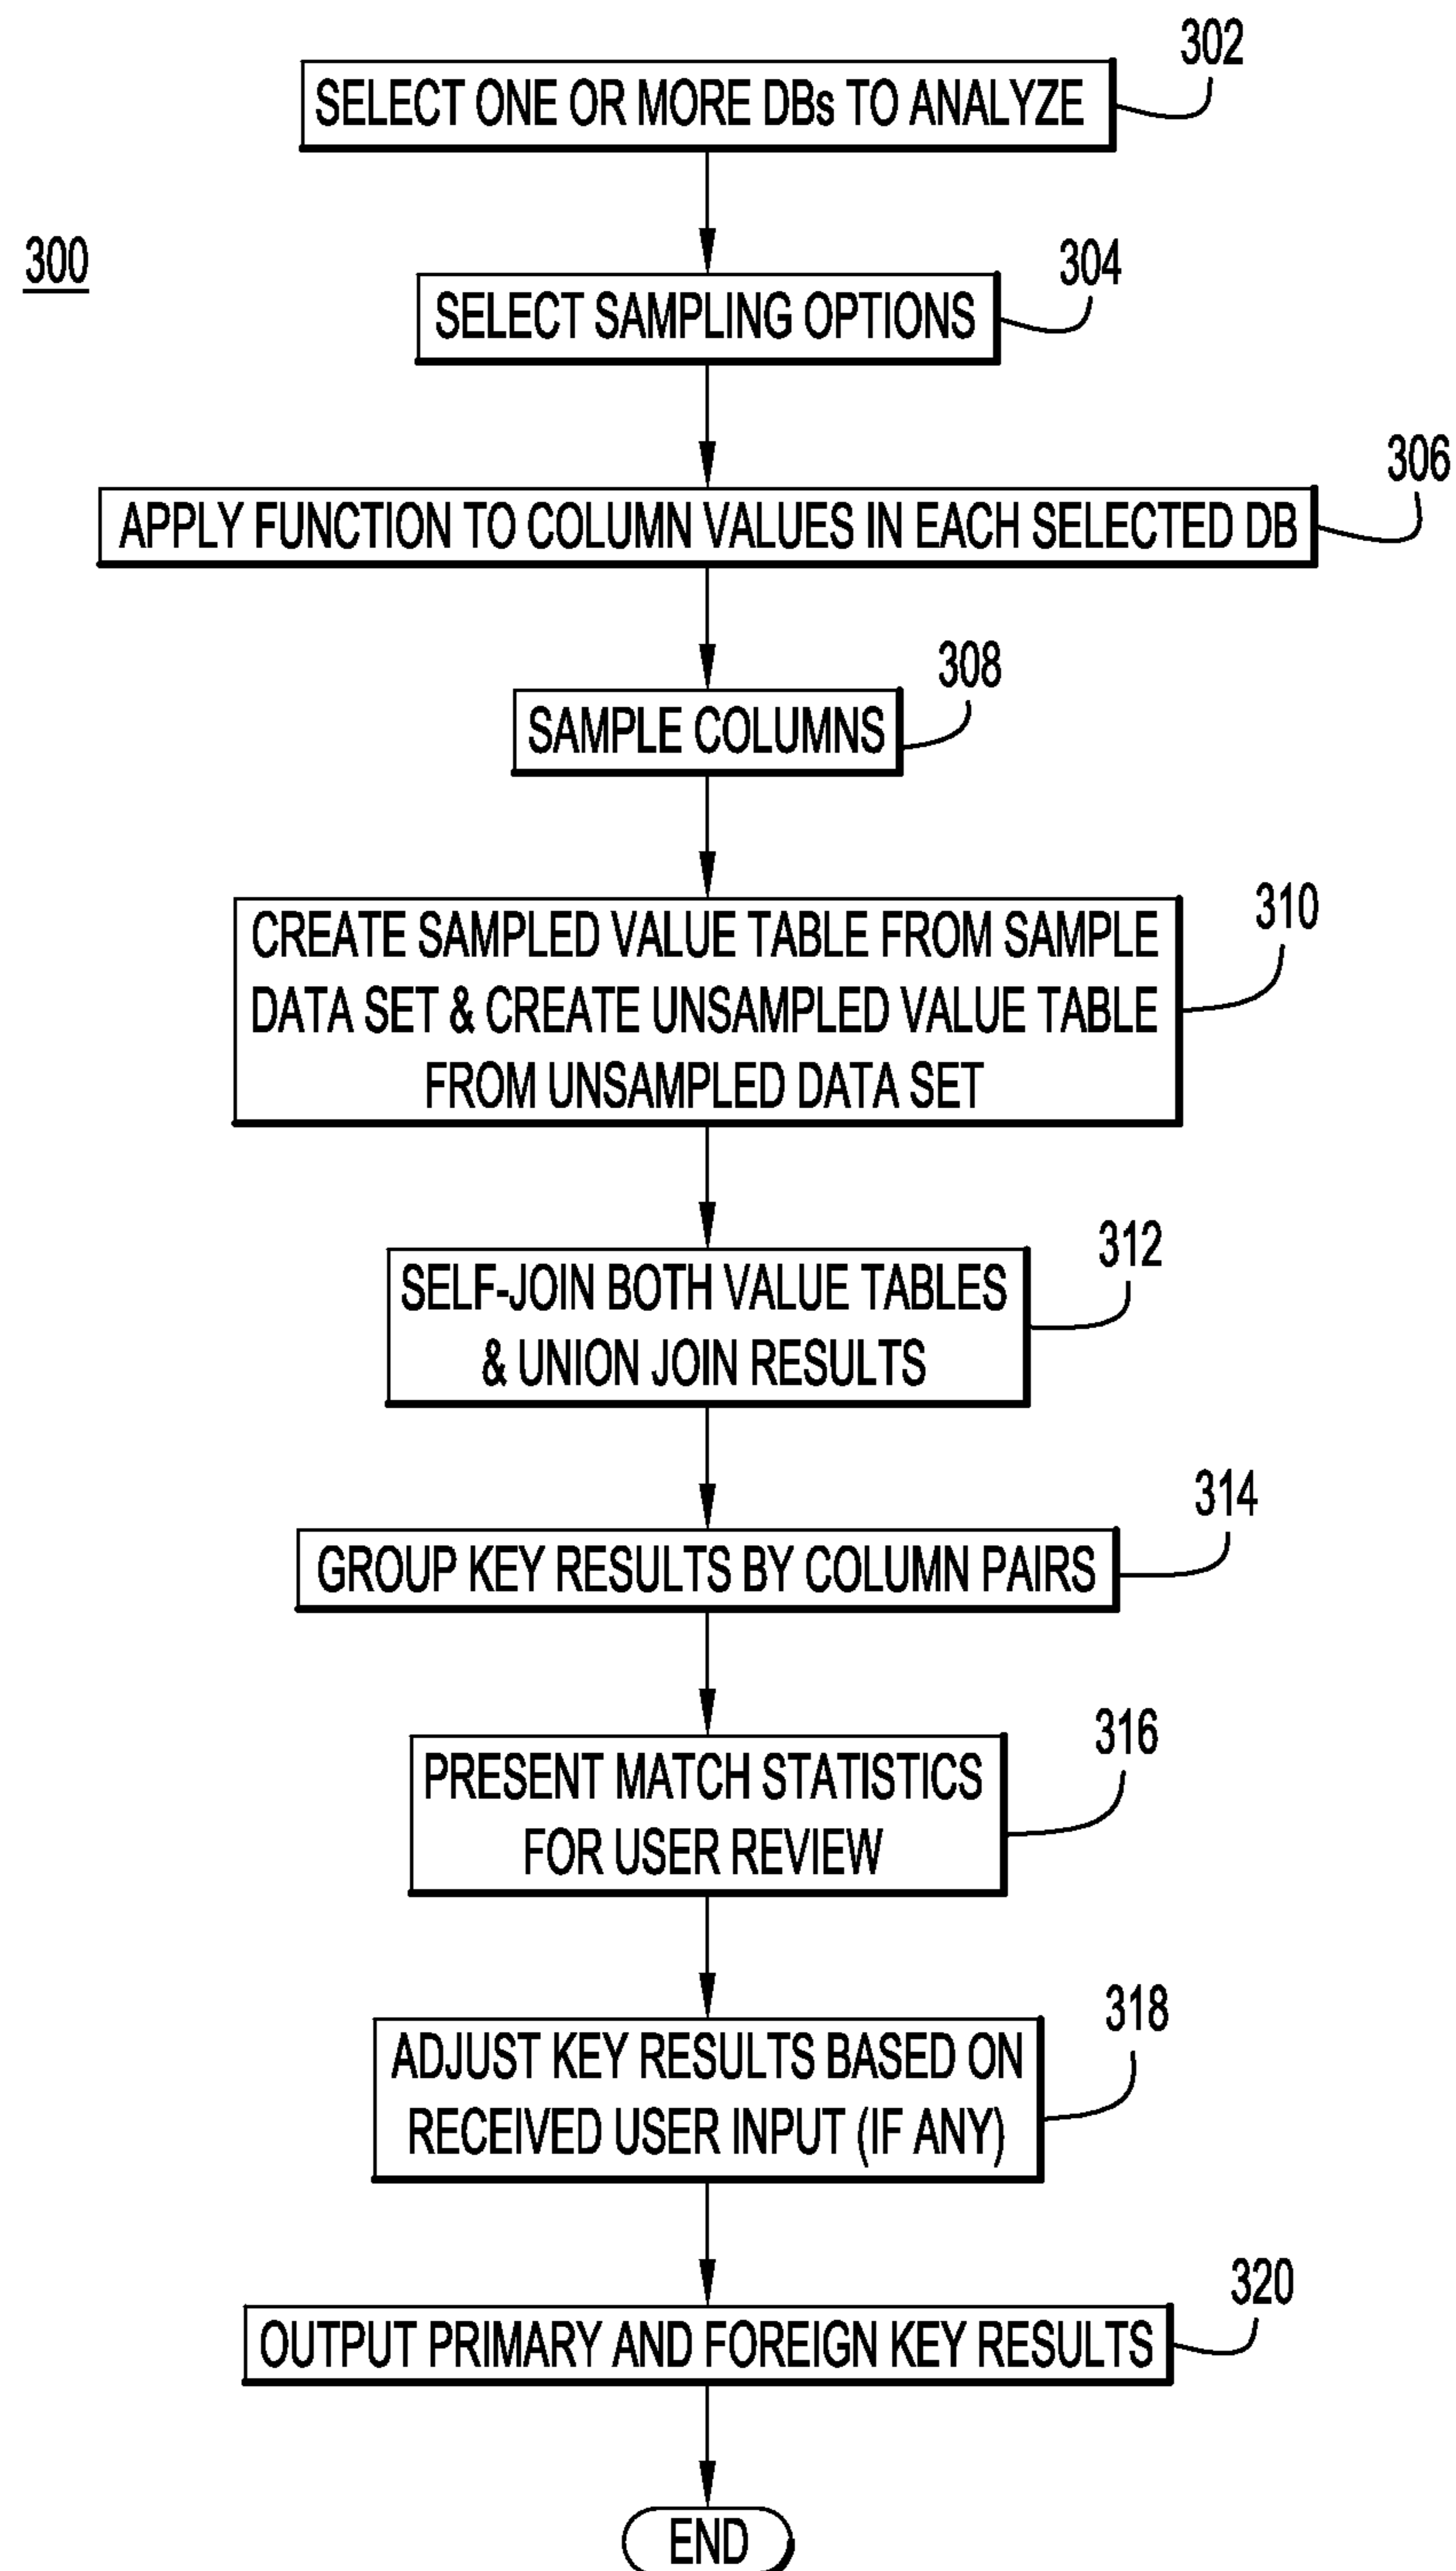 302
SELECT ONE OR MORE DBs TO ANALYZE
300
304
SELECT SAMPLING OPTIONS
306
APPLY FUNCTION TO COLUMN VALUES IN EACH SELECTED DB
308
SAMPLE COLUMNS
310
CREATE SAMPLED VALUE TABLE FROM SAMPLE
DATA SET & CREATE UNSAMPLED VALUE TABLE
FROM UNSAMPLED DATA SET
312
SELF-JOIN BOTH VALUE TABLES
& UNION JOIN RESULTS
314
GROUP KEY RESULTS BY COLUMN PAIRS
316
PRESENT MATCH STATISTICS
FOR USER REVIEW
318
ADJUST KEY RESULTS BASED ON
RECEIVED USER INPUT (IF ANY)
320
OUTPUT PRIMARY AND FOREIGN KEY RESULTS
END